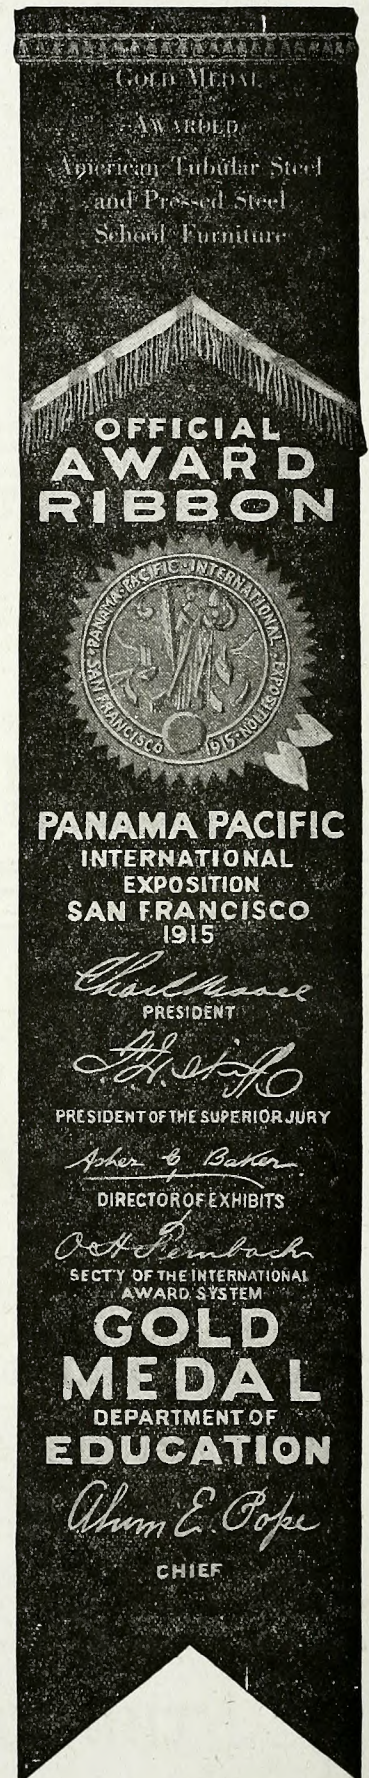 GOLD MEDAL
AWARDED
American Tubular Steel
and Pressed Steel
School Furniture
OFFICIAL
AWARD
RIBBON
PANAMA·PACIFIC·INTERNATIONAL·EXPOSITION·
SAN FRANCISCO 1915
PANAMA PACIFIC
INTERNATIONAL
EXPOSITION
SAN FRANCISCO
1915
Chas C Moore
PRESIDENT
PRESIDENT OF THE SUPERIOR JURY
Asher C Baker
DIRECTOR OF EXHIBITS
O H Fernbach
SECT'Y OF THE INTERNATIONAL
AWARD SYSTEM
GOLD
MEDAL
DEPARTMENT OF
EDUCATION
Alvin E. Pope
CHIEF